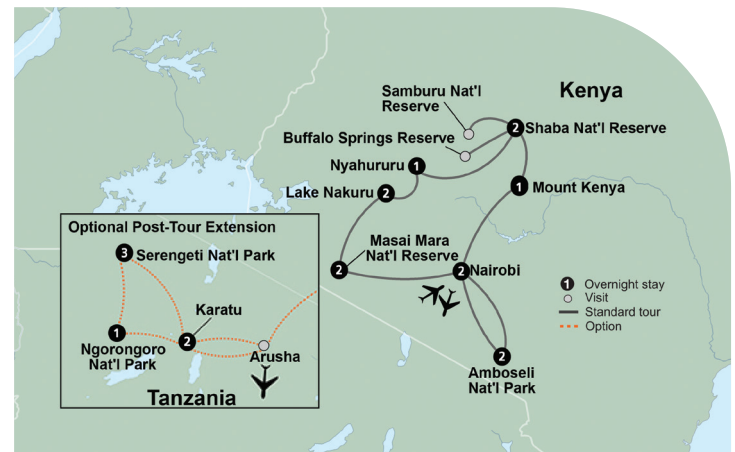 Kenya
Samburu Nat'l
Reserve
2
Shaba Nat'l Reserve
Buffalo Springs Reserve
Nyahururu
1
Lake Nakuru
2
1
Mount Kenya
Masai Mara
Nat'l Reserve
2
2
Nairobi
2
Amboseli
Nat'l Park
Optional Post-Tour Extension
3
Serengeti Nat'l Park
Karatu
1
2
Ngorongoro
Nat'l Park
Arusha
Tanzania
1
Overnight stay
Visit
Standard tour
Option